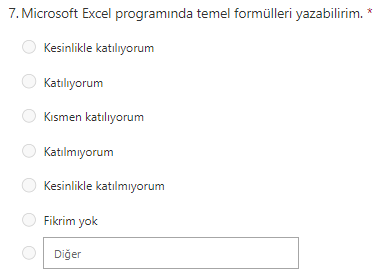 7. Microsoft Excel programında temel formülleri yazabilirim. *
Kesinlikle katılıyorum
Katılıyorum
Kısmen katılıyorum
Katılmıyorum
Kesinlikle katılmıyorum
Fikrim yok
Diğer